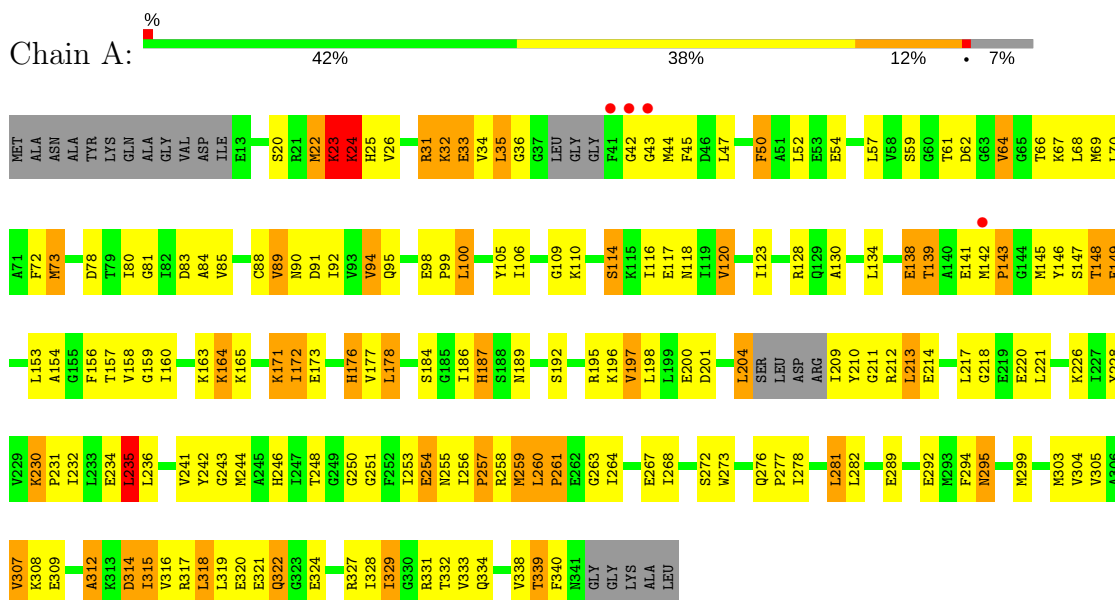 %
Chain A:
42% 38% 12% • 7%
MET ALA ASN ALA TYR LYS GLN ALA GLY VAL ASP ILE E13 S20 R21 M22 K23 K24 H25 V26 R31 K32 E33 V34 L35 G36 G37 LEU GLY GLY F41 G42 G43 M44 F45 D46 L47 F50 A51 L52 E53 E54 L57 V58 S59 G60 T61 D62 G63 V64 G65 T66 K67 L68 M69 L70
A71 F72 M73 D78 T79 I80 G81 I82 D83 A84 V85 C88 V89 N90 D91 I92 V93 V94 Q95 E98 P99 L100 Y105 I106 G109 K110 S114 K115 I116 E117 N118 I119 V120 I123 R128 Q129 A130 L134 E138 T139 A140 E141 M142 P143 G144 M145 Y146 S147 T148 E149
L153 A154 G155 F156 T157 V158 G159 I160 K163 K164 K165 K171 I172 E173 H176 V177 L178 S184 G185 I186 H187 S188 N189 S192 R195 K196 V197 L198 L199 E200 D201 L204 SER LEU ASP ARG I209 Y210 G211 R212 L213 E214 L217 G218 E219 E220 L221 K226 I227 Y228
V229 K230 P231 I232 L233 E234 L235 L236 V241 Y242 G243 M244 A245 H246 I247 T248 G249 G250 G251 F252 I253 E254 N255 I256 P257 R258 M259 L260 P261 E262 G263 I264 E267 I268 S272 W273 Q276 P277 I278 L281 L282 E289 E292 M293 F294 N295 M299 M303 V304 V305 A306
V307 K308 E309 A312 K313 D314 I315 V316 R317 L318 L319 E320 E321 Q322 G323 E324 R327 I328 I329 G330 R331 T332 V333 Q334 V338 T339 F340 N341 GLY GLY LYS ALA LEU